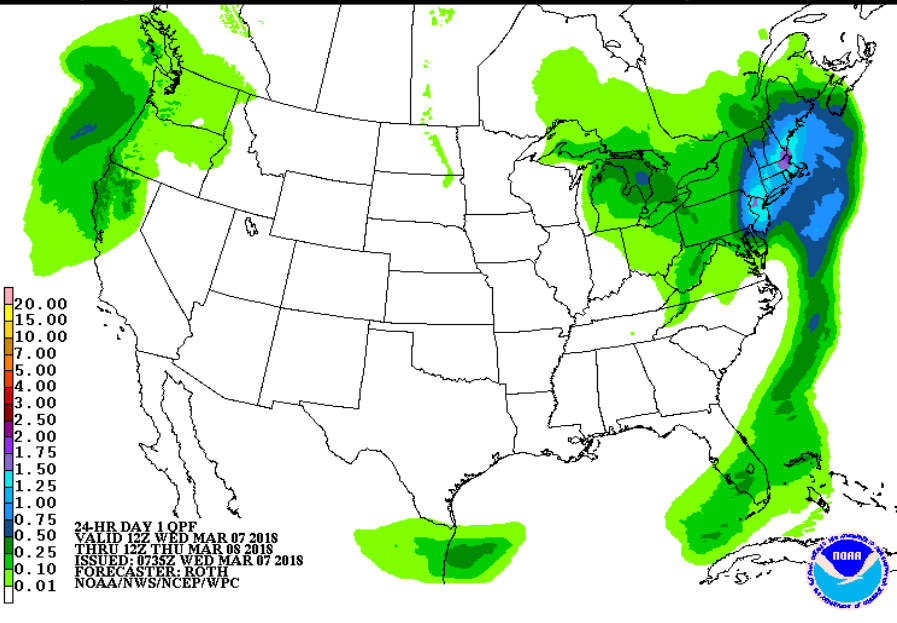 20.00
15.00
10.00
7.00
5.00
4.00
3.00
2.50
2.00
1.75
1.50
1.25
1.00
0.75
0.50
0.25
0.10
0.01
24-HR DAY 1 QPF
VALID 12Z WED MAR 07 2018
THRU 12Z THU MAR 08 2018
ISSUED: 0735Z WED MAR 07 2018
FORECASTER: ROTH
NOAA/NWS/NCEP/WPC
NOAA